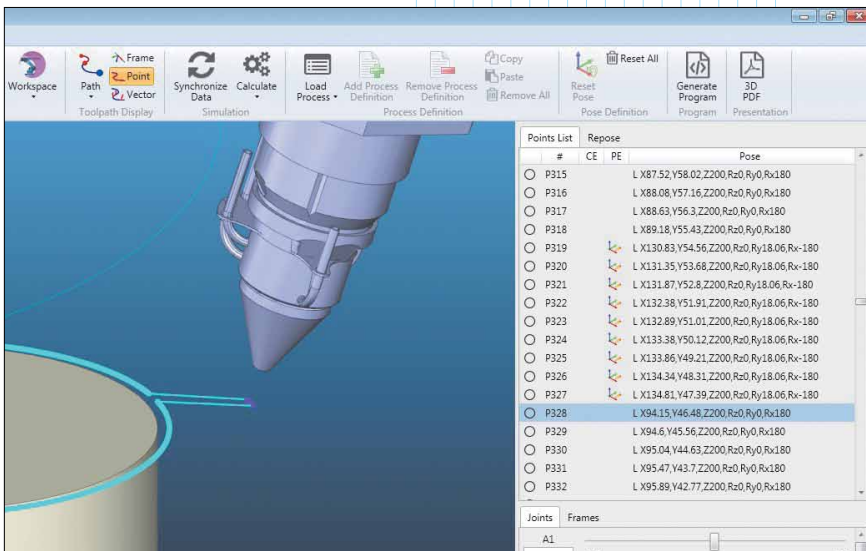 Workspace
Path
Frame
Point
Vector
Toolpath Display
Synchronize Data
Calculate
Simulation
Load Process
Add Process Definition
Remove Process Definition
Copy
Paste
Remove All
Process Definition
Reset Pose
Reset All
Pose Definition
Generate Program
Program
3D PDF
Presentation
Points List Repose
# CE PE Pose
P315 L X87.52,Y58.02,Z200,Rz0,Ry0,Rx180
P316 L X88.08,Y57.16,Z200,Rz0,Ry0,Rx180
P317 L X88.63,Y56.3,Z200,Rz0,Ry0,Rx180
P318 L X89.18,Y55.43,Z200,Rz0,Ry0,Rx180
P319 L X130.83,Y54.56,Z200,Rz0,Ry18.06,Rx-180
P320 L X131.35,Y53.68,Z200,Rz0,Ry18.06,Rx-180
P321 L X131.87,Y52.8,Z200,Rz0,Ry18.06,Rx-180
P322 L X132.38,Y51.91,Z200,Rz0,Ry18.06,Rx-180
P323 L X132.89,Y51.01,Z200,Rz0,Ry18.06,Rx-180
P324 L X133.38,Y50.12,Z200,Rz0,Ry18.06,Rx-180
P325 L X133.86,Y49.21,Z200,Rz0,Ry18.06,Rx-180
P326 L X134.34,Y48.31,Z200,Rz0,Ry18.06,Rx-180
P327 L X134.81,Y47.39,Z200,Rz0,Ry18.06,Rx-180
P328 L X94.15,Y46.48,Z200,Rz0,Ry0,Rx180
P329 L X94.6,Y45.56,Z200,Rz0,Ry0,Rx180
P330 L X95.04,Y44.63,Z200,Rz0,Ry0,Rx180
P331 L X95.47,Y43.7,Z200,Rz0,Ry0,Rx180
P332 L X95.89,Y42.77,Z200,Rz0,Ry0,Rx180
Joints Frames
A1